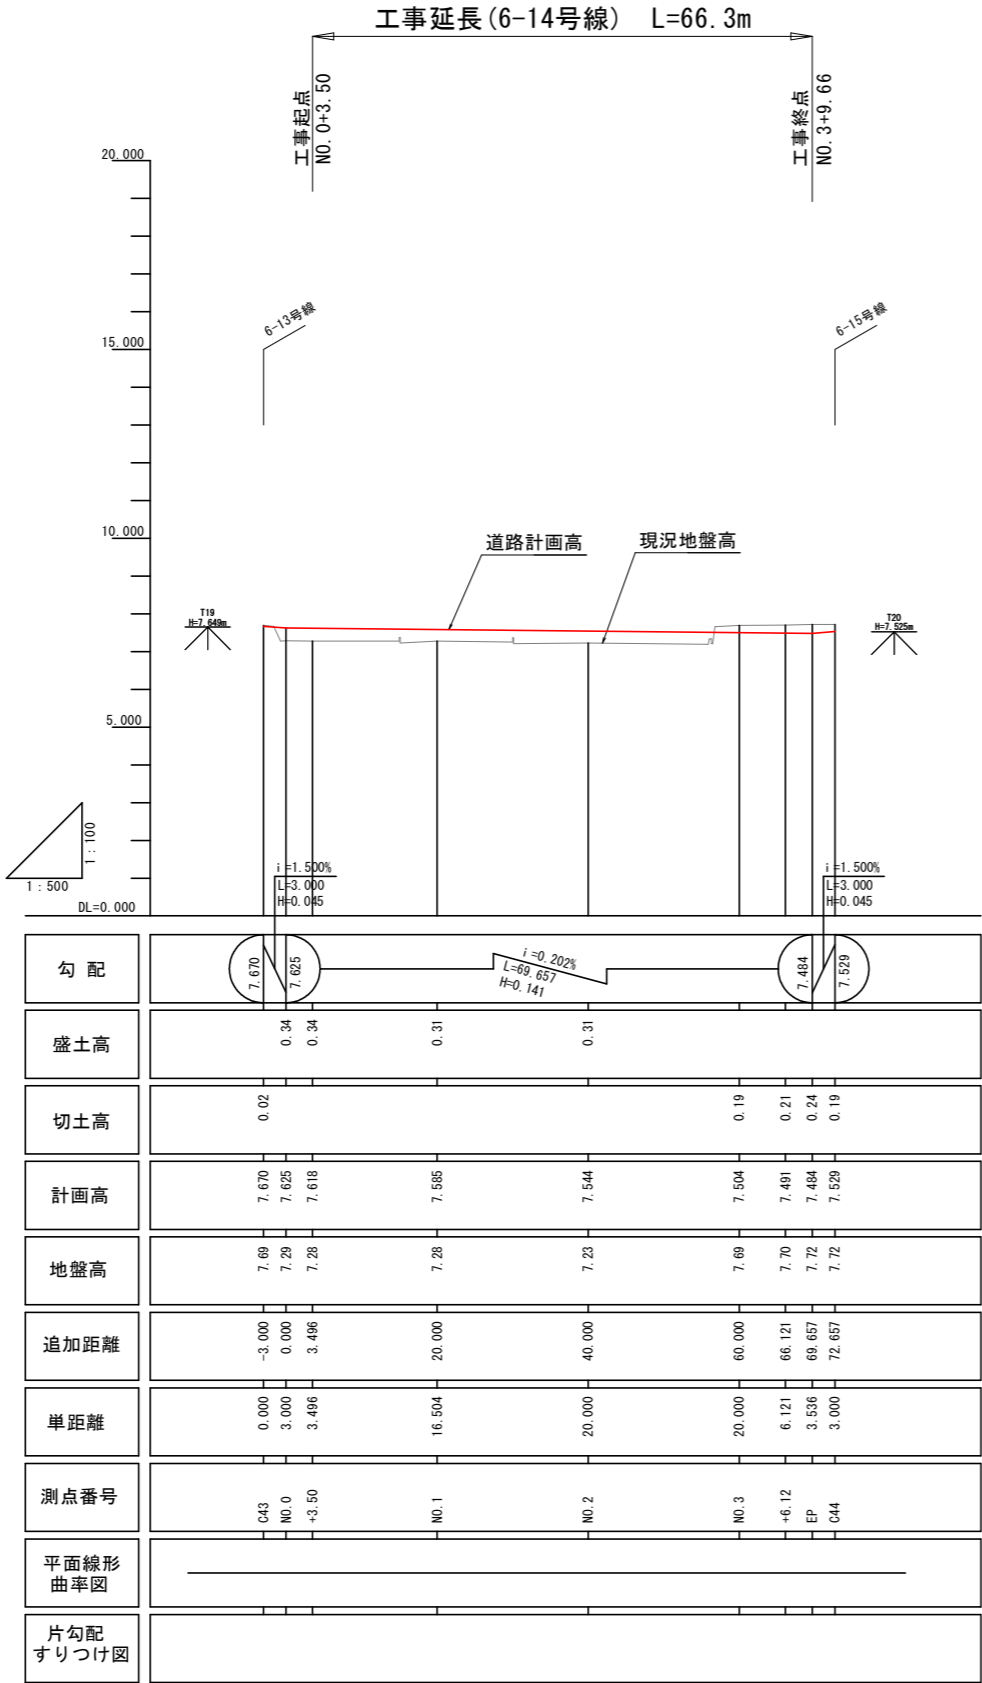 工事延長(6-14号線) L=66.3m
工事起点
NO.0+3.50
工事終点
NO.3+9.66
20.000
6-13号線
6-15号線
15.000
10.000
道路計画高
現況地盤高
T19
H=7.649m
T20
H=7.525m
5.000
1:100
1:500
DL=0.000
i=1.500%
L=3.000
H=0.045
i=1.500%
L=3.000
H=0.045
勾配
7.670 7.625
i=0.202%
L=69.657
H=0.141
7.484 7.529
盛土高 0.34 0.34 0.31 0.31
切土高 0.02 0.19 0.21 0.24 0.19
計画高 7.670 7.625 7.618 7.585 7.544 7.504 7.491 7.484 7.529
地盤高 7.69 7.29 7.28 7.28 7.23 7.69 7.70 7.72 7.72
追加距離 -3.000 0.000 3.496 20.000 40.000 60.000 66.121 69.657 72.657
単距離 0.000 3.000 3.496 16.504 20.000 20.000 6.121 3.536 3.000
測点番号 C43 NO.0 +3.50 NO.1 NO.2 NO.3 +6.12 EP C44
平面線形
曲率図
片勾配
すりつけ図